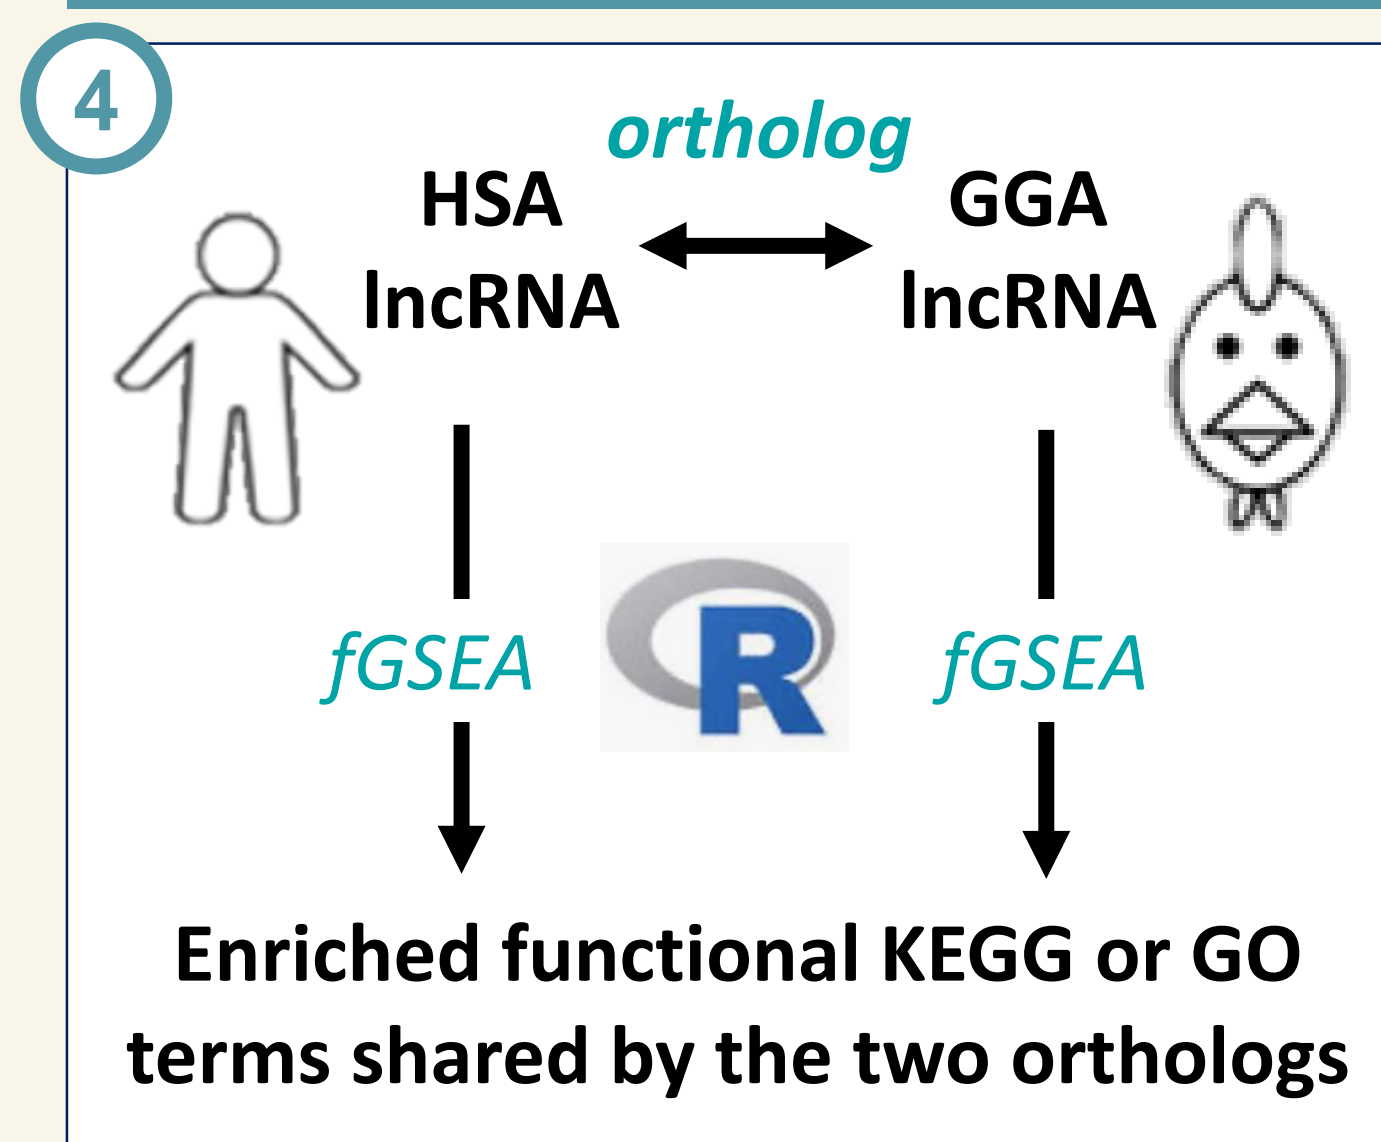 4
ortholog
HSA
lncRNA
GGA
lncRNA
fGSEA
R
fGSEA
Enriched functional KEGG or GO
terms shared by the two orthologs